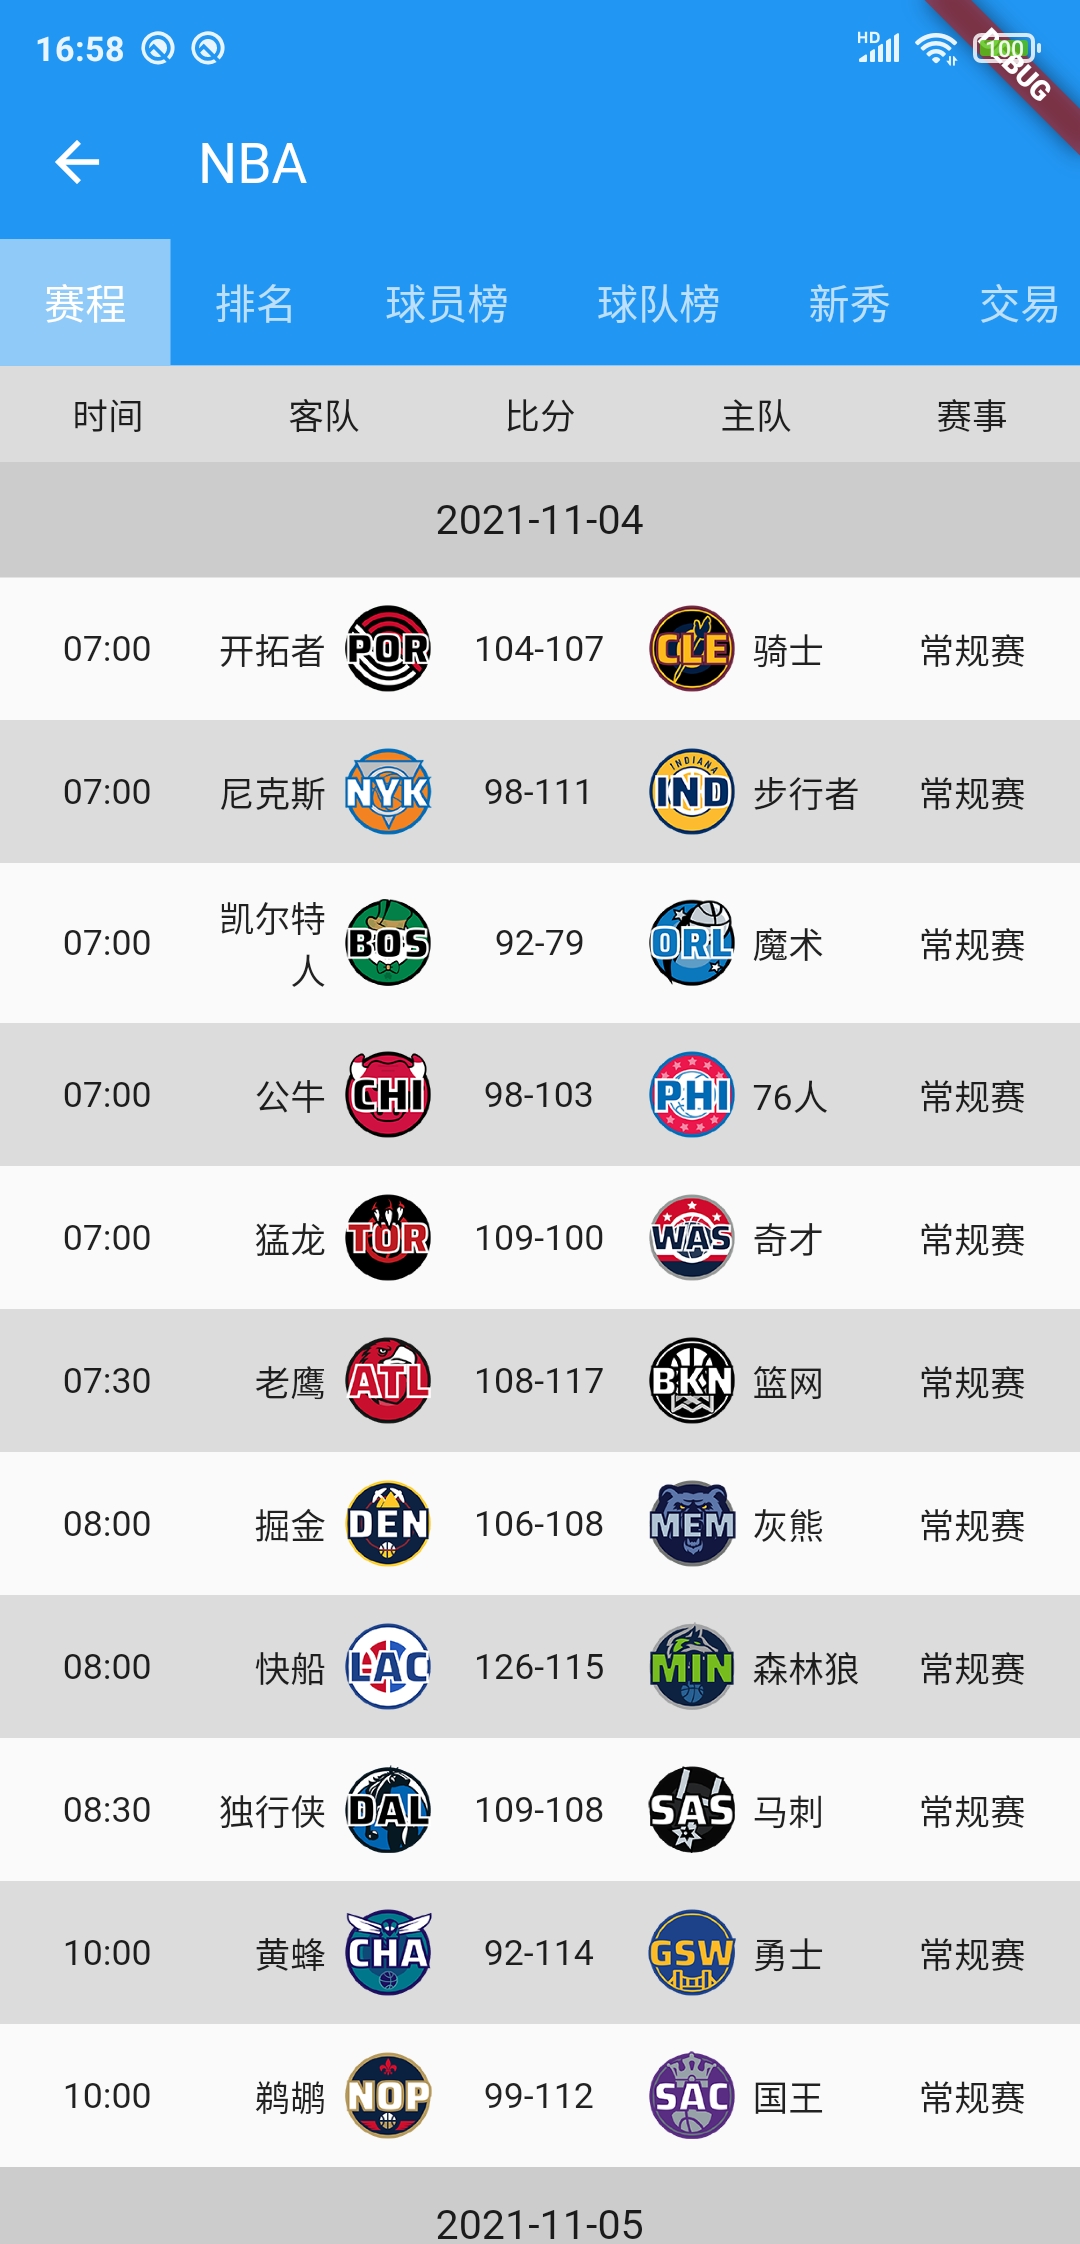 16:58 HD 100
NBA
赛程 排名 球员榜 球队榜 新秀 交易
时间 客队 比分 主队 赛事
2021-11-04
07:00 开拓者 POR 104-107 CLE 骑士 常规赛
07:00 尼克斯 NYK 98-111 INDIANA IND 步行者 常规赛
07:00 凯尔特
人 BOS 92-79 ORL 魔术 常规赛
07:00 公牛 CHI 98-103 PHI 76人 常规赛
07:00 猛龙 TOR 109-100 WAS 奇才 常规赛
07:30 老鹰 ATL 108-117 BKN 篮网 常规赛
08:00 掘金 DEN 106-108 MEM 灰熊 常规赛
08:00 快船 LAC 126-115 MIN 森林狼 常规赛
08:30 独行侠 DAL 109-108 SAS 马刺 常规赛
10:00 黄蜂 CHA 92-114 GSW 勇士 常规赛
10:00 鹈鹕 NOP 99-112 SAC 国王 常规赛
2021-11-05